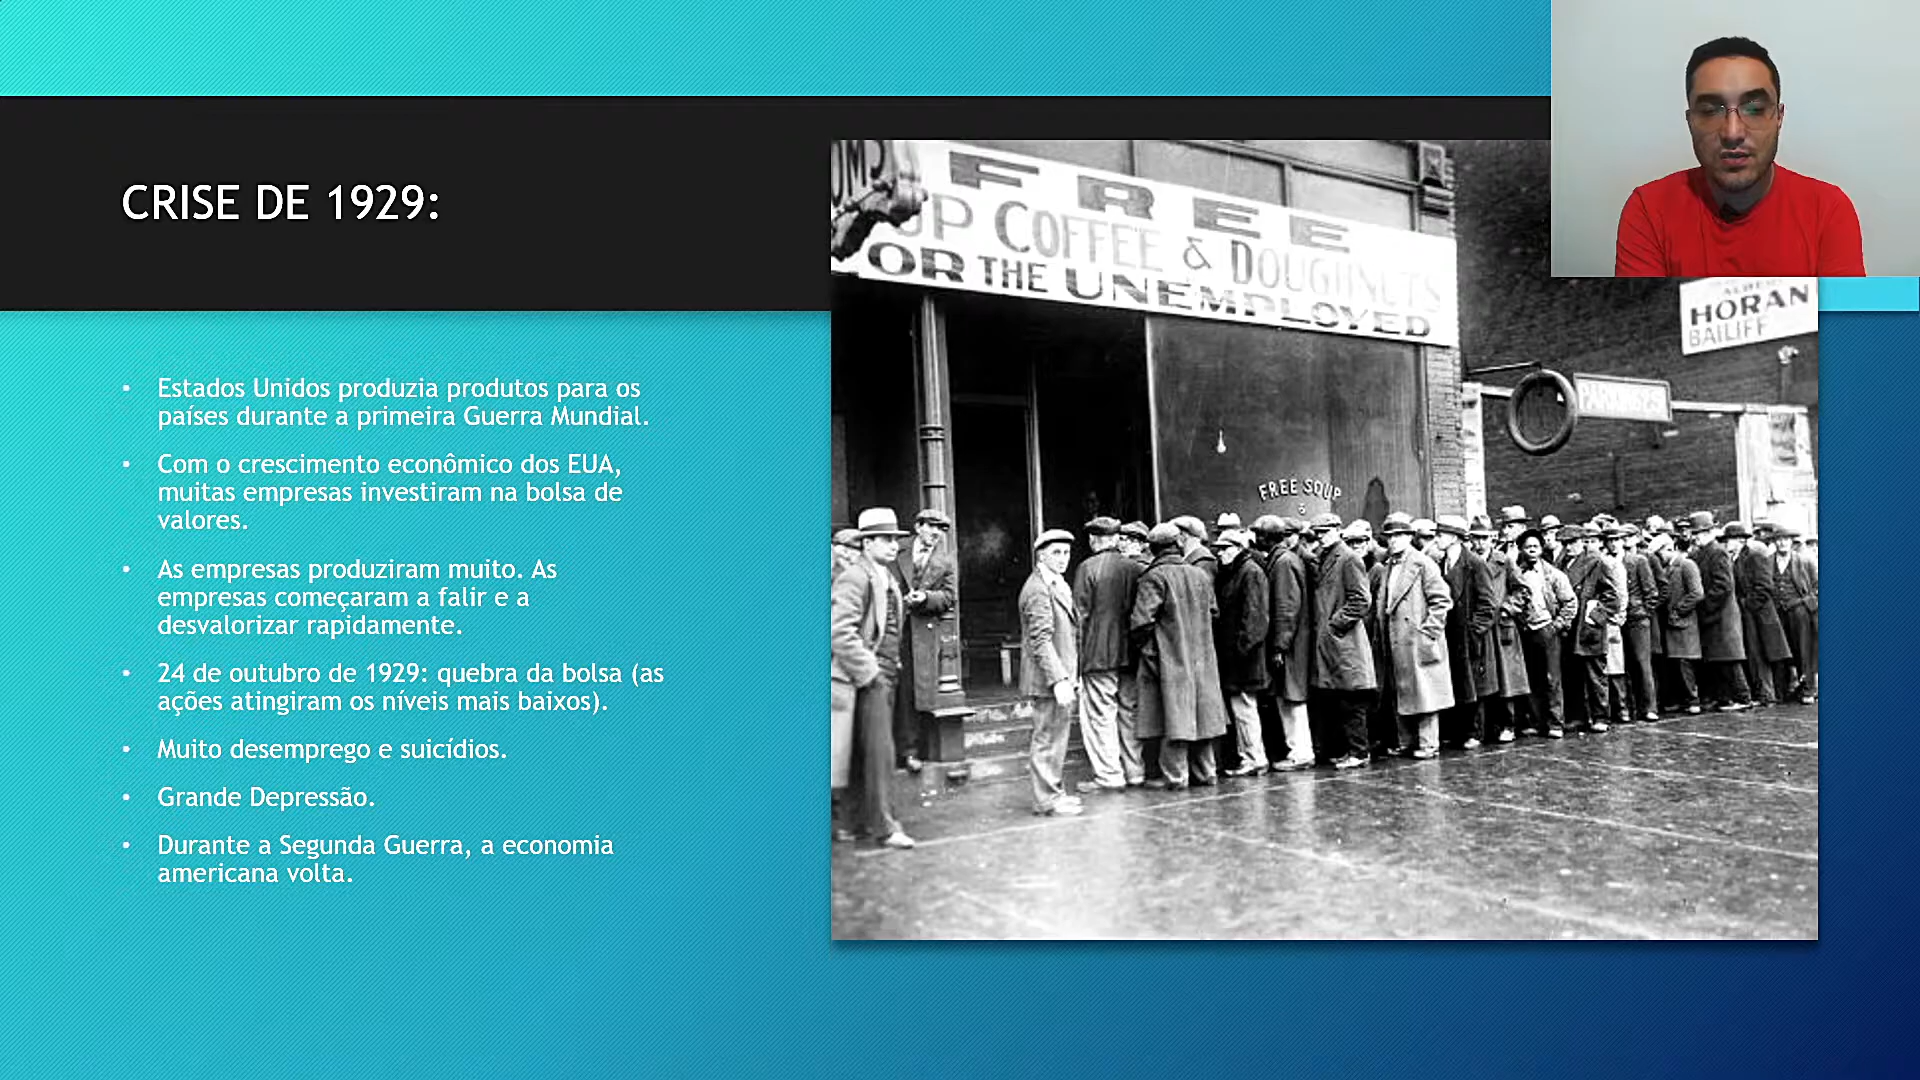 CRISE DE 1929:
• Estados Unidos produzia produtos para os
países durante a primeira Guerra Mundial.
• Com o crescimento econômico dos EUA,
muitas empresas investiram na bolsa de
valores.
• As empresas produziram muito. As
empresas começaram a falir e a
desvalorizar rapidamente.
• 24 de outubro de 1929: quebra da bolsa (as
ações atingiram os níveis mais baixos).
• Muito desemprego e suicídios.
• Grande Depressão.
• Durante a Segunda Guerra, a economia
americana volta.
FREE
UP COFFEE & DOUGHNUTS
OR THE UNEMPLOYED
FREE SOUP
HORAN
BAILIFF